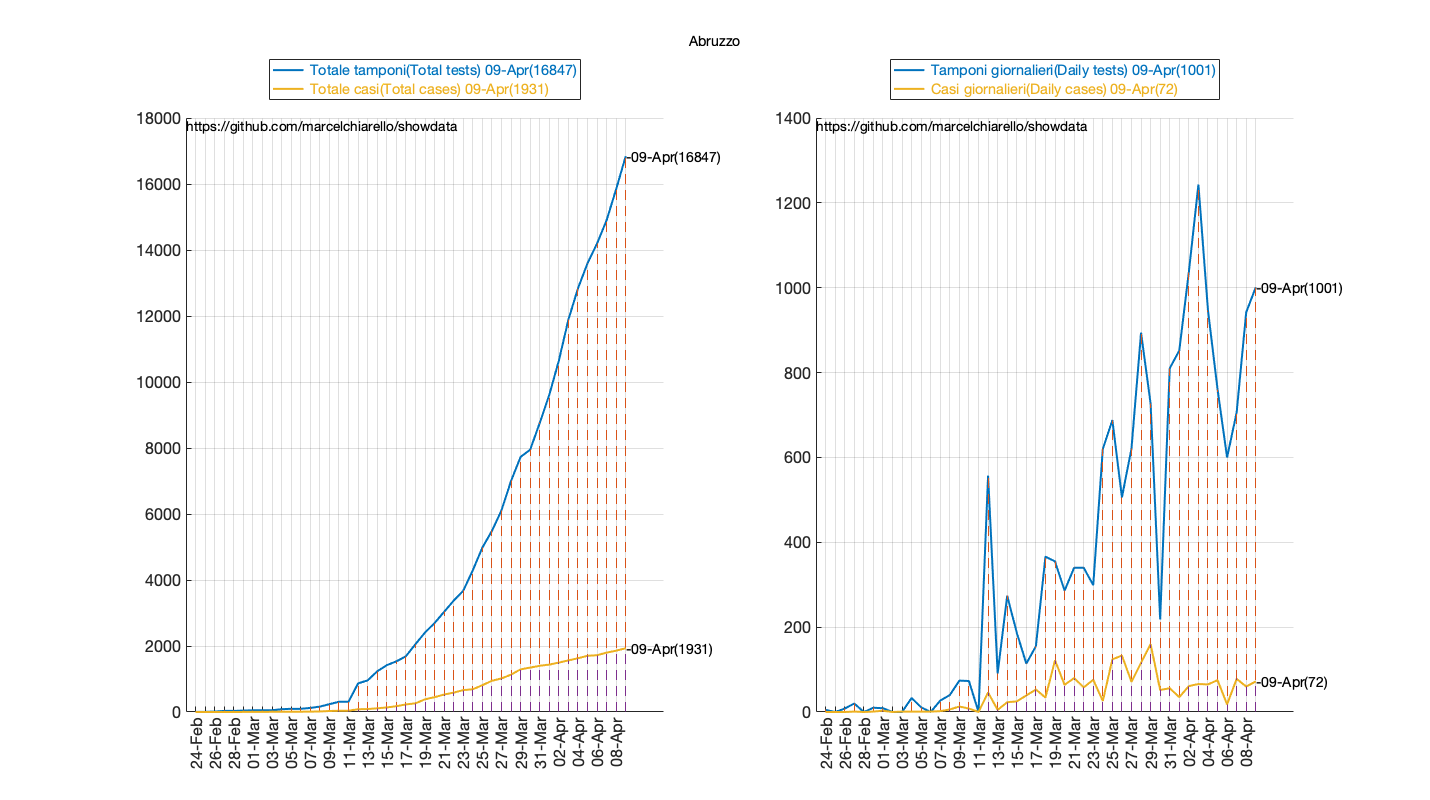 Abruzzo
Totale tamponi(Total tests) 09-Apr(16847)
Totale casi(Total cases) 09-Apr(1931)
https://github.com/marcelchiarello/showdata
18000
16000
14000
12000
10000
8000
6000
4000
2000
0
-09-Apr(16847)
-09-Apr(1931)
24-Feb
26-Feb
28-Feb
01-Mar
03-Mar
05-Mar
07-Mar
09-Mar
11-Mar
13-Mar
15-Mar
17-Mar
19-Mar
21-Mar
23-Mar
25-Mar
27-Mar
29-Mar
31-Mar
02-Apr
04-Apr
06-Apr
08-Apr
Tamponi giornalieri(Daily tests) 09-Apr(1001)
Casi giornalieri(Daily cases) 09-Apr(72)
https://github.com/marcelchiarello/showdata
1400
1200
1000
800
600
400
200
0
-09-Apr(1001)
-09-Apr(72)
24-Feb
26-Feb
28-Feb
01-Mar
03-Mar
05-Mar
07-Mar
09-Mar
11-Mar
13-Mar
15-Mar
17-Mar
19-Mar
21-Mar
23-Mar
25-Mar
27-Mar
29-Mar
31-Mar
02-Apr
04-Apr
06-Apr
08-Apr